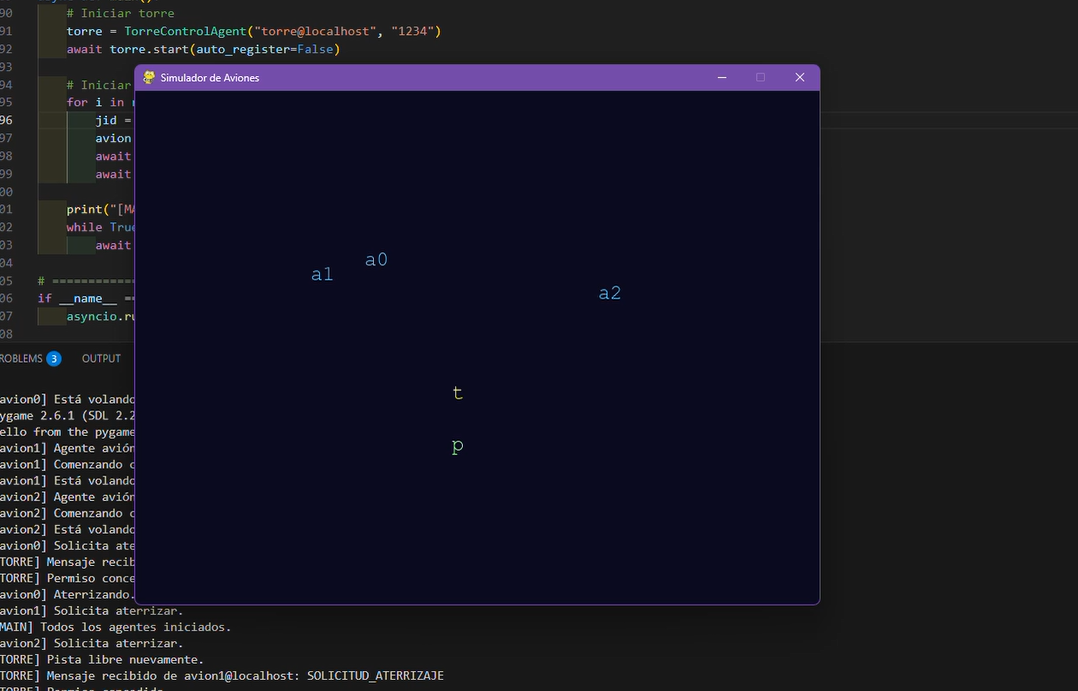 90 # Iniciar torre
91 torre = TorreControlAgent("torre@localhost", "1234")
92 await torre.start(auto_register=False)
93
94 # Iniciar
95 for i in
96 jid =
97 avion
98 await
99 await
00
01 print("[MA
02 while True
03 await
04
05 # =============
06 if __name__ ==
07 asyncio.ru
08
Simulador de Aviones
a1
a0
a2
t
p
ROBLEMS 3 OUTPUT
avion0] Está volando
ygame 2.6.1 (SDL 2.2
ello from the pygame
avion1] Agente avión
avion1] Comenzando c
avion1] Está volando
avion2] Agente avión
avion2] Comenzando c
avion2] Está volando
avion0] Solicita ate
TORRE] Mensaje recib
TORRE] Permiso conce
avion0] Aterrizando.
avion1] Solicita aterrizar.
MAIN] Todos los agentes iniciados.
avion2] Solicita aterrizar.
TORRE] Pista libre nuevamente.
TORRE] Mensaje recibido de avion1@localhost: SOLICITUD_ATERRIZAJE
TORRE] Permiso concedido